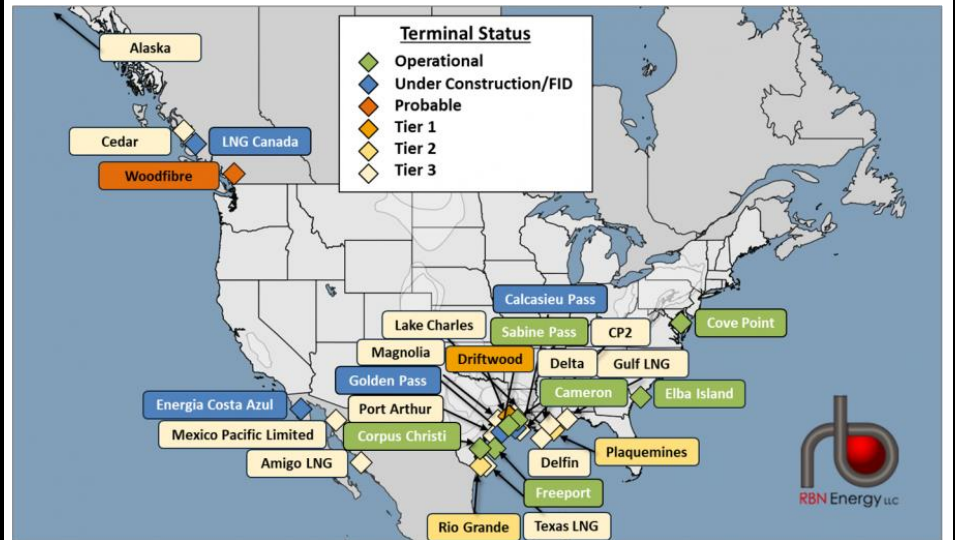 Terminal Status
Operational
Under Construction/FID
Probable
Tier 1
Tier 2
Tier 3
Alaska
Cedar
LNG Canada
Woodfibre
Calcasieu Pass
Lake Charles
Sabine Pass
CP2
Cove Point
Magnolia
Driftwood
Delta
Gulf LNG
Golden Pass
Cameron
Elba Island
Energia Costa Azul
Port Arthur
Mexico Pacific Limited
Corpus Christi
Plaquemines
Amigo LNG
Delfin
Freeport
Rio Grande
Texas LNG
RBN Energy LLC